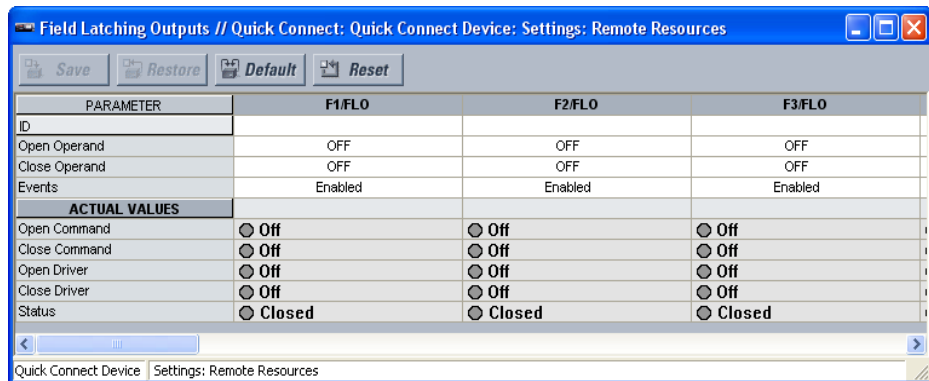 Field Latching Outputs // Quick Connect: Quick Connect Device: Settings: Remote Resources
Save Restore Default Reset
PARAMETER F1/FLO F2/FLO F3/FLO
ID
Open Operand OFF OFF OFF
Close Operand OFF OFF OFF
Events Enabled Enabled Enabled
ACTUAL VALUES
Open Command Off Off Off
Close Command Off Off Off
Open Driver Off Off Off
Close Driver Off Off Off
Status Closed Closed Closed
Quick Connect Device Settings: Remote Resources